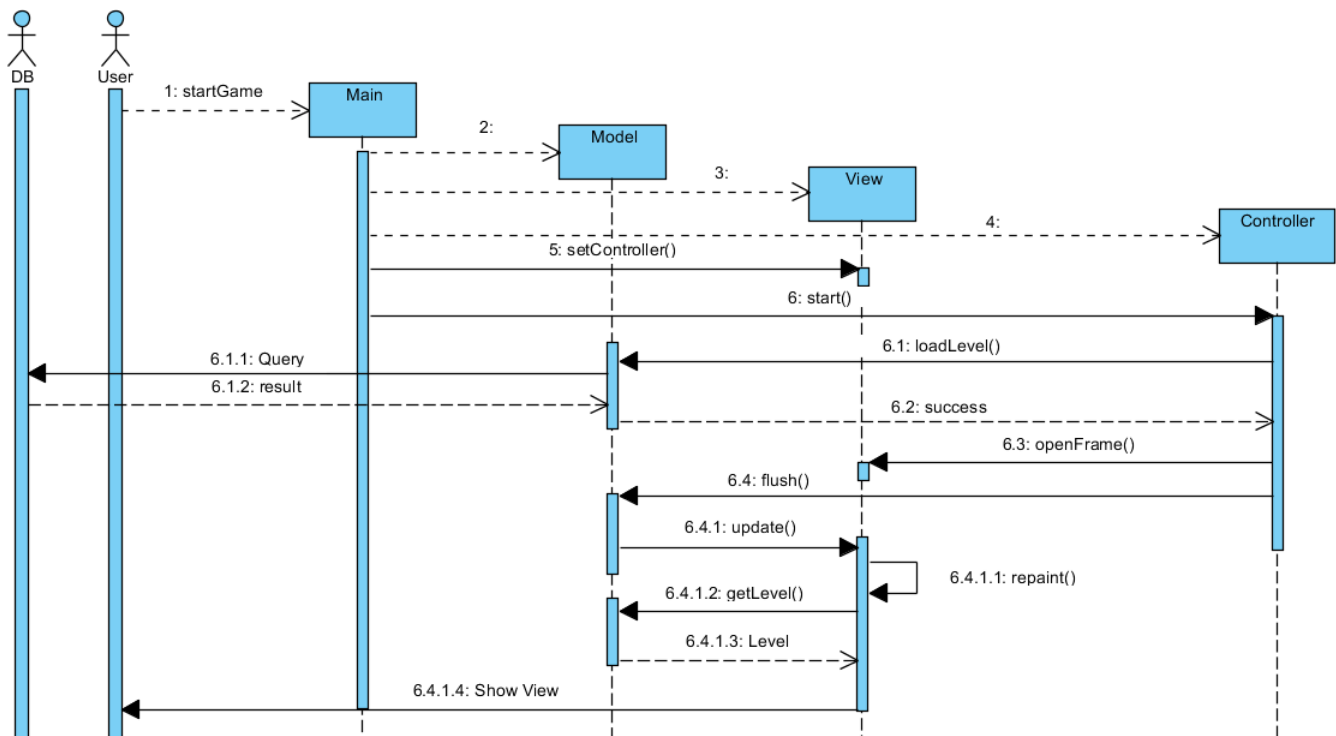 DB
User
1: startGame
Main
2:
Model
3:
View
4:
Controller
5: setController()
6: start()
6.1: loadLevel()
6.1.1: Query
6.1.2: result
6.2: success
6.3: openFrame()
6.4: flush()
6.4.1: update()
6.4.1.1: repaint()
6.4.1.2: getLevel()
6.4.1.3: Level
6.4.1.4: Show View